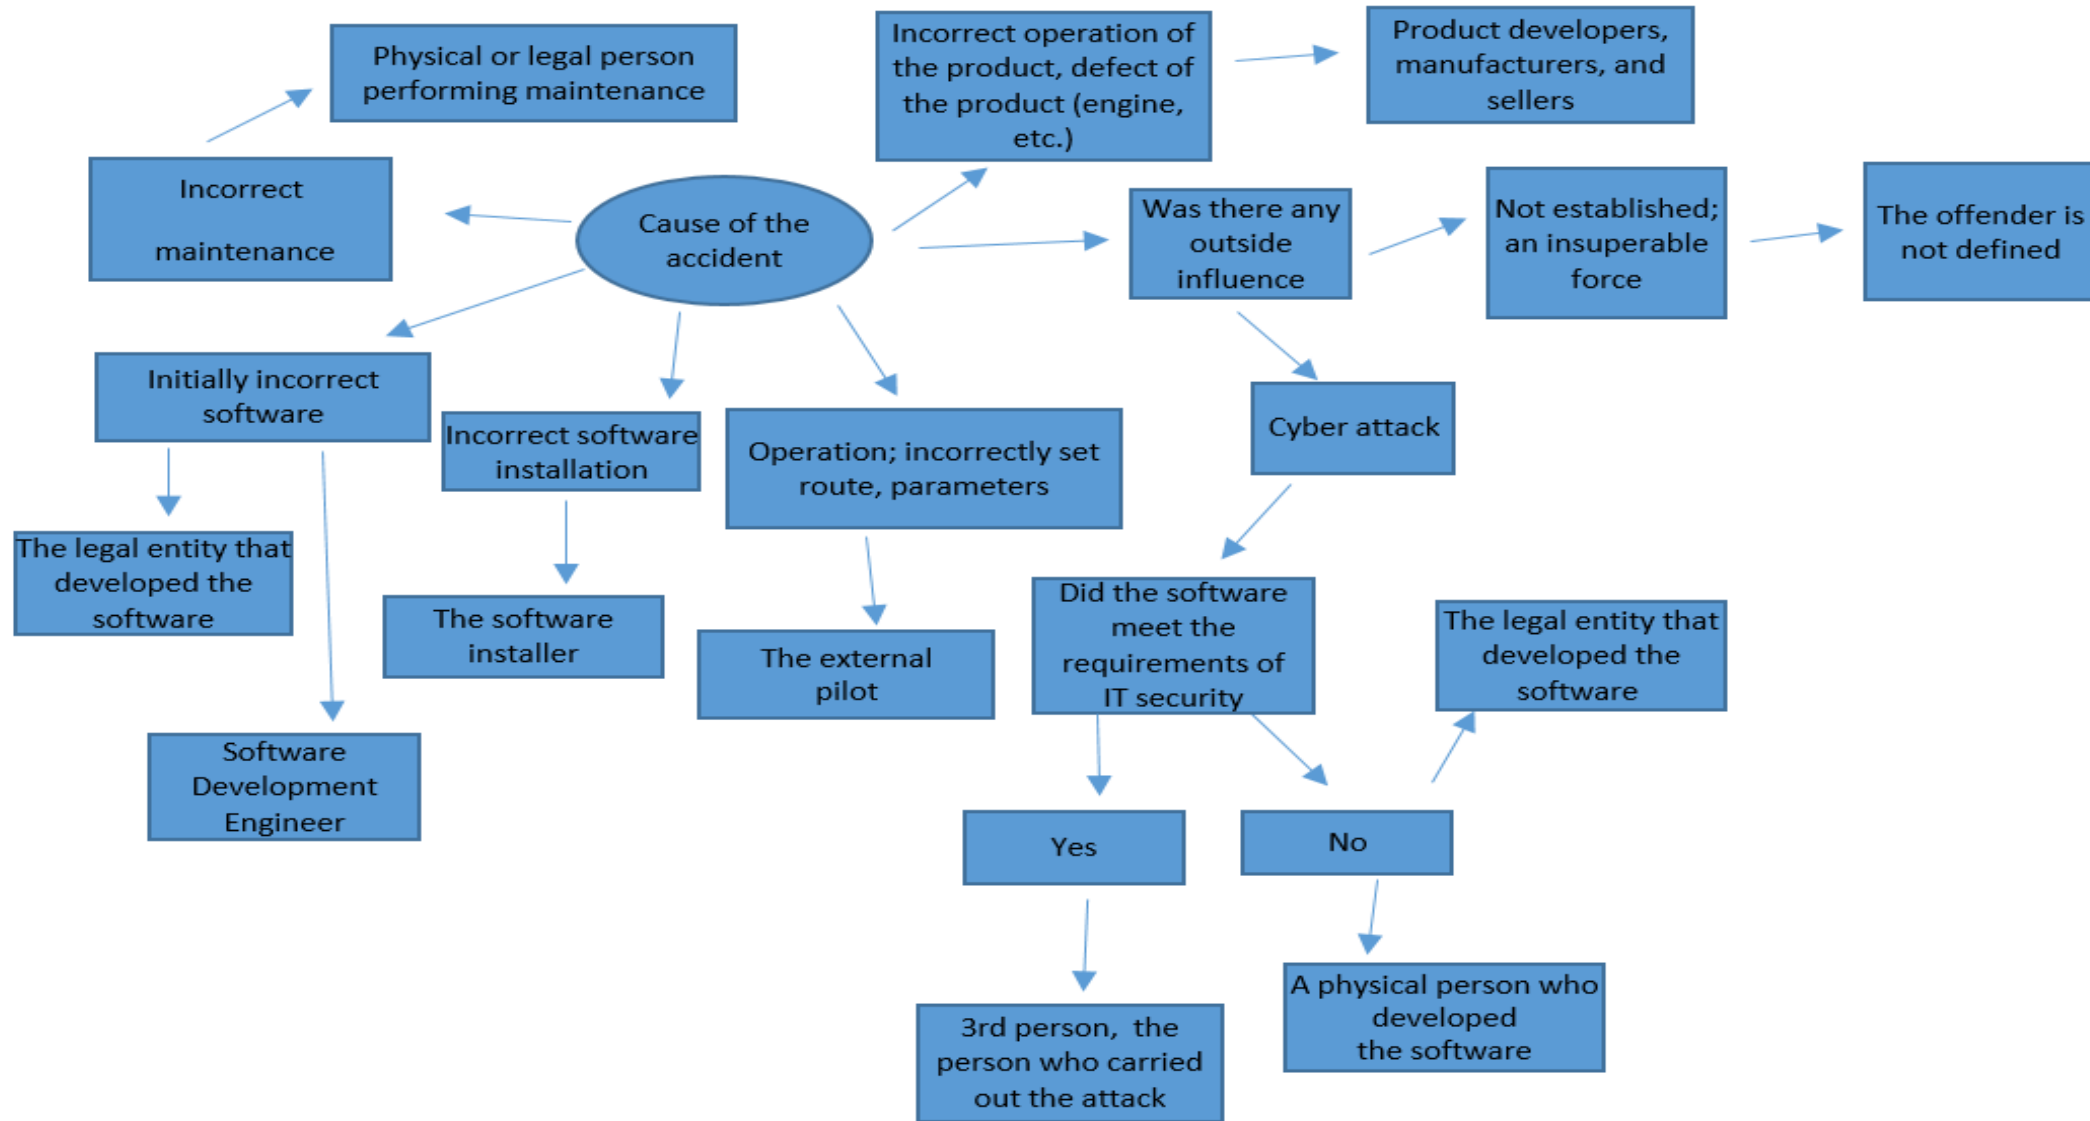 Physical or legal person
performing maintenance
Incorrect operation of
the product, defect of
the product (engine,
etc.)
Product developers,
manufacturers, and
sellers
Incorrect
maintenance
Cause of the
accident
Was there any
outside
influence
Not established;
an insuperable
force
The offender is
not defined
Initially incorrect
software
Incorrect software
installation
Operation; incorrectly set
route, parameters
Cyber attack
The legal entity that
developed the
software
The software
installer
The external
pilot
Did the software
meet the
requirements of
IT security
The legal entity that
developed the
software
Software
Development
Engineer
Yes
No
3rd person, the
person who carried
out the attack
A physical person who
developed
the software